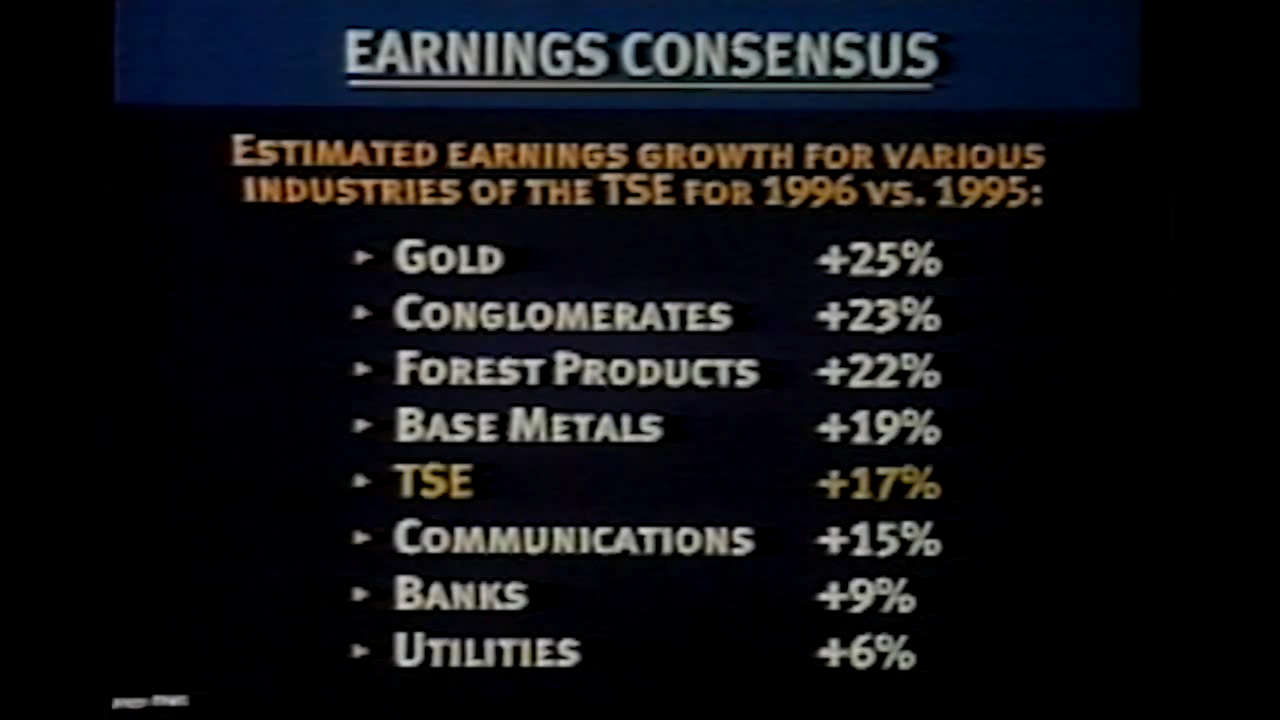 EARNINGS CONSENSUS
ESTIMATED EARNINGS GROWTH FOR VARIOUS
INDUSTRIES OF THE TSE FOR 1996 VS. 1995:
▸ GOLD +25%
▸ CONGLOMERATES +23%
▸ FOREST PRODUCTS +22%
▸ BASE METALS +19%
▸ TSE +17%
▸ COMMUNICATIONS +15%
▸ BANKS +9%
▸ UTILITIES +6%